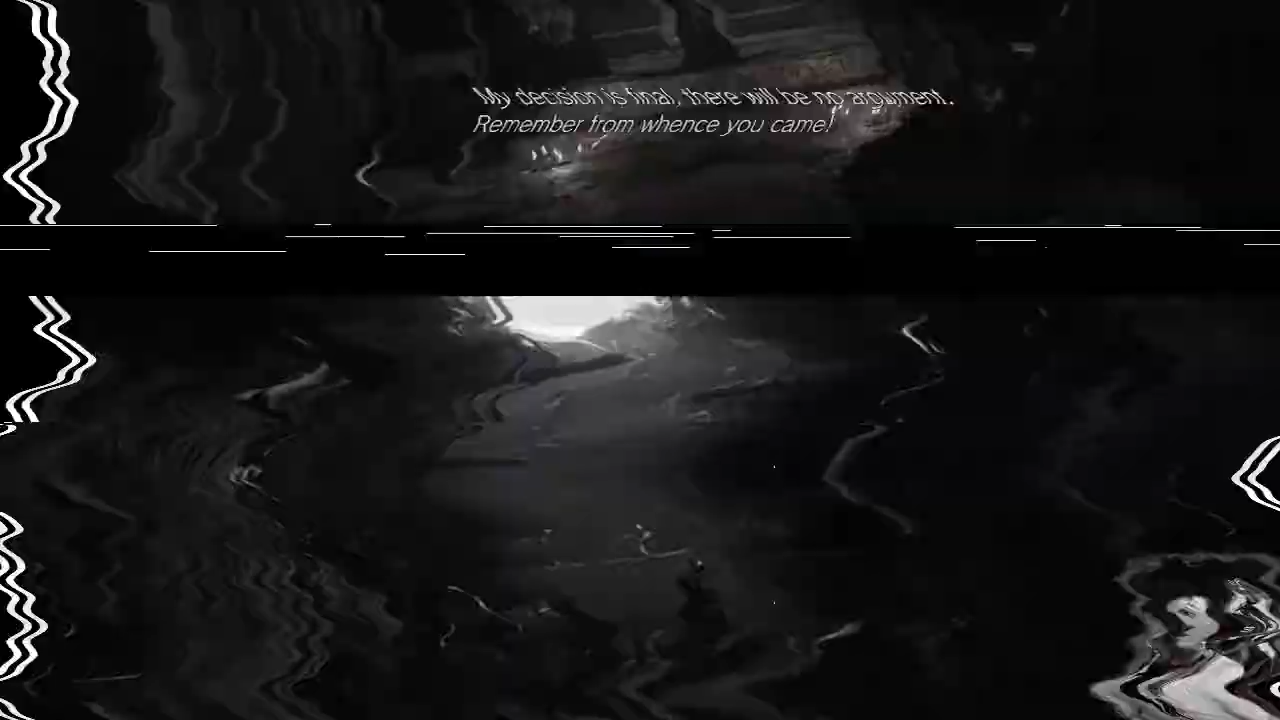 My decision is final, there will be no argument.
Remember from whence you came!